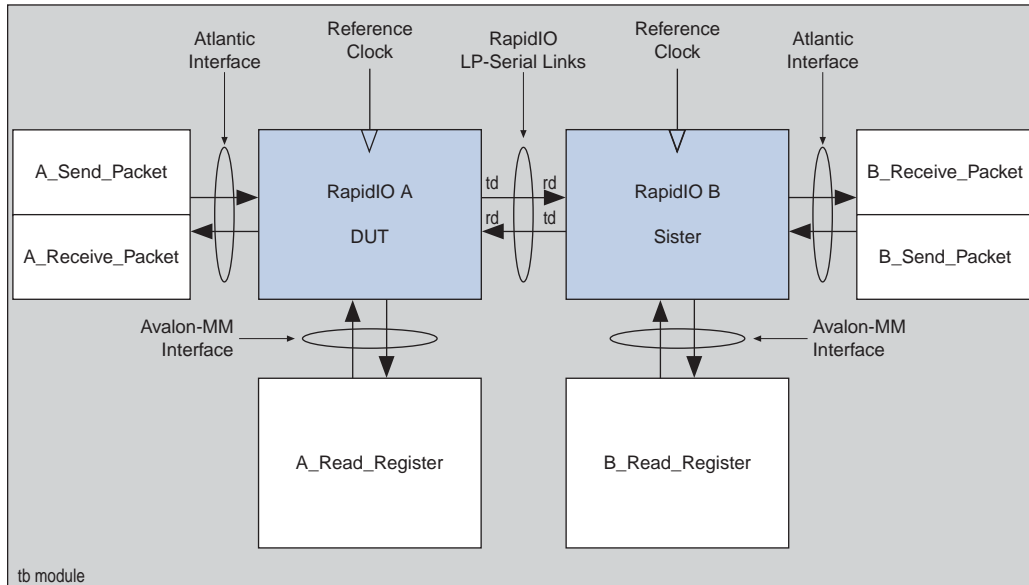 Atlantic
Interface
Reference
Clock
RapidIO
LP-Serial Links
Reference
Clock
Atlantic
Interface
A_Send_Packet
A_Receive_Packet
RapidIO A
DUT
td
rd
rd
td
RapidIO B
Sister
B_Receive_Packet
B_Send_Packet
Avalon-MM
Interface
Avalon-MM
Interface
A_Read_Register
B_Read_Register
tb module